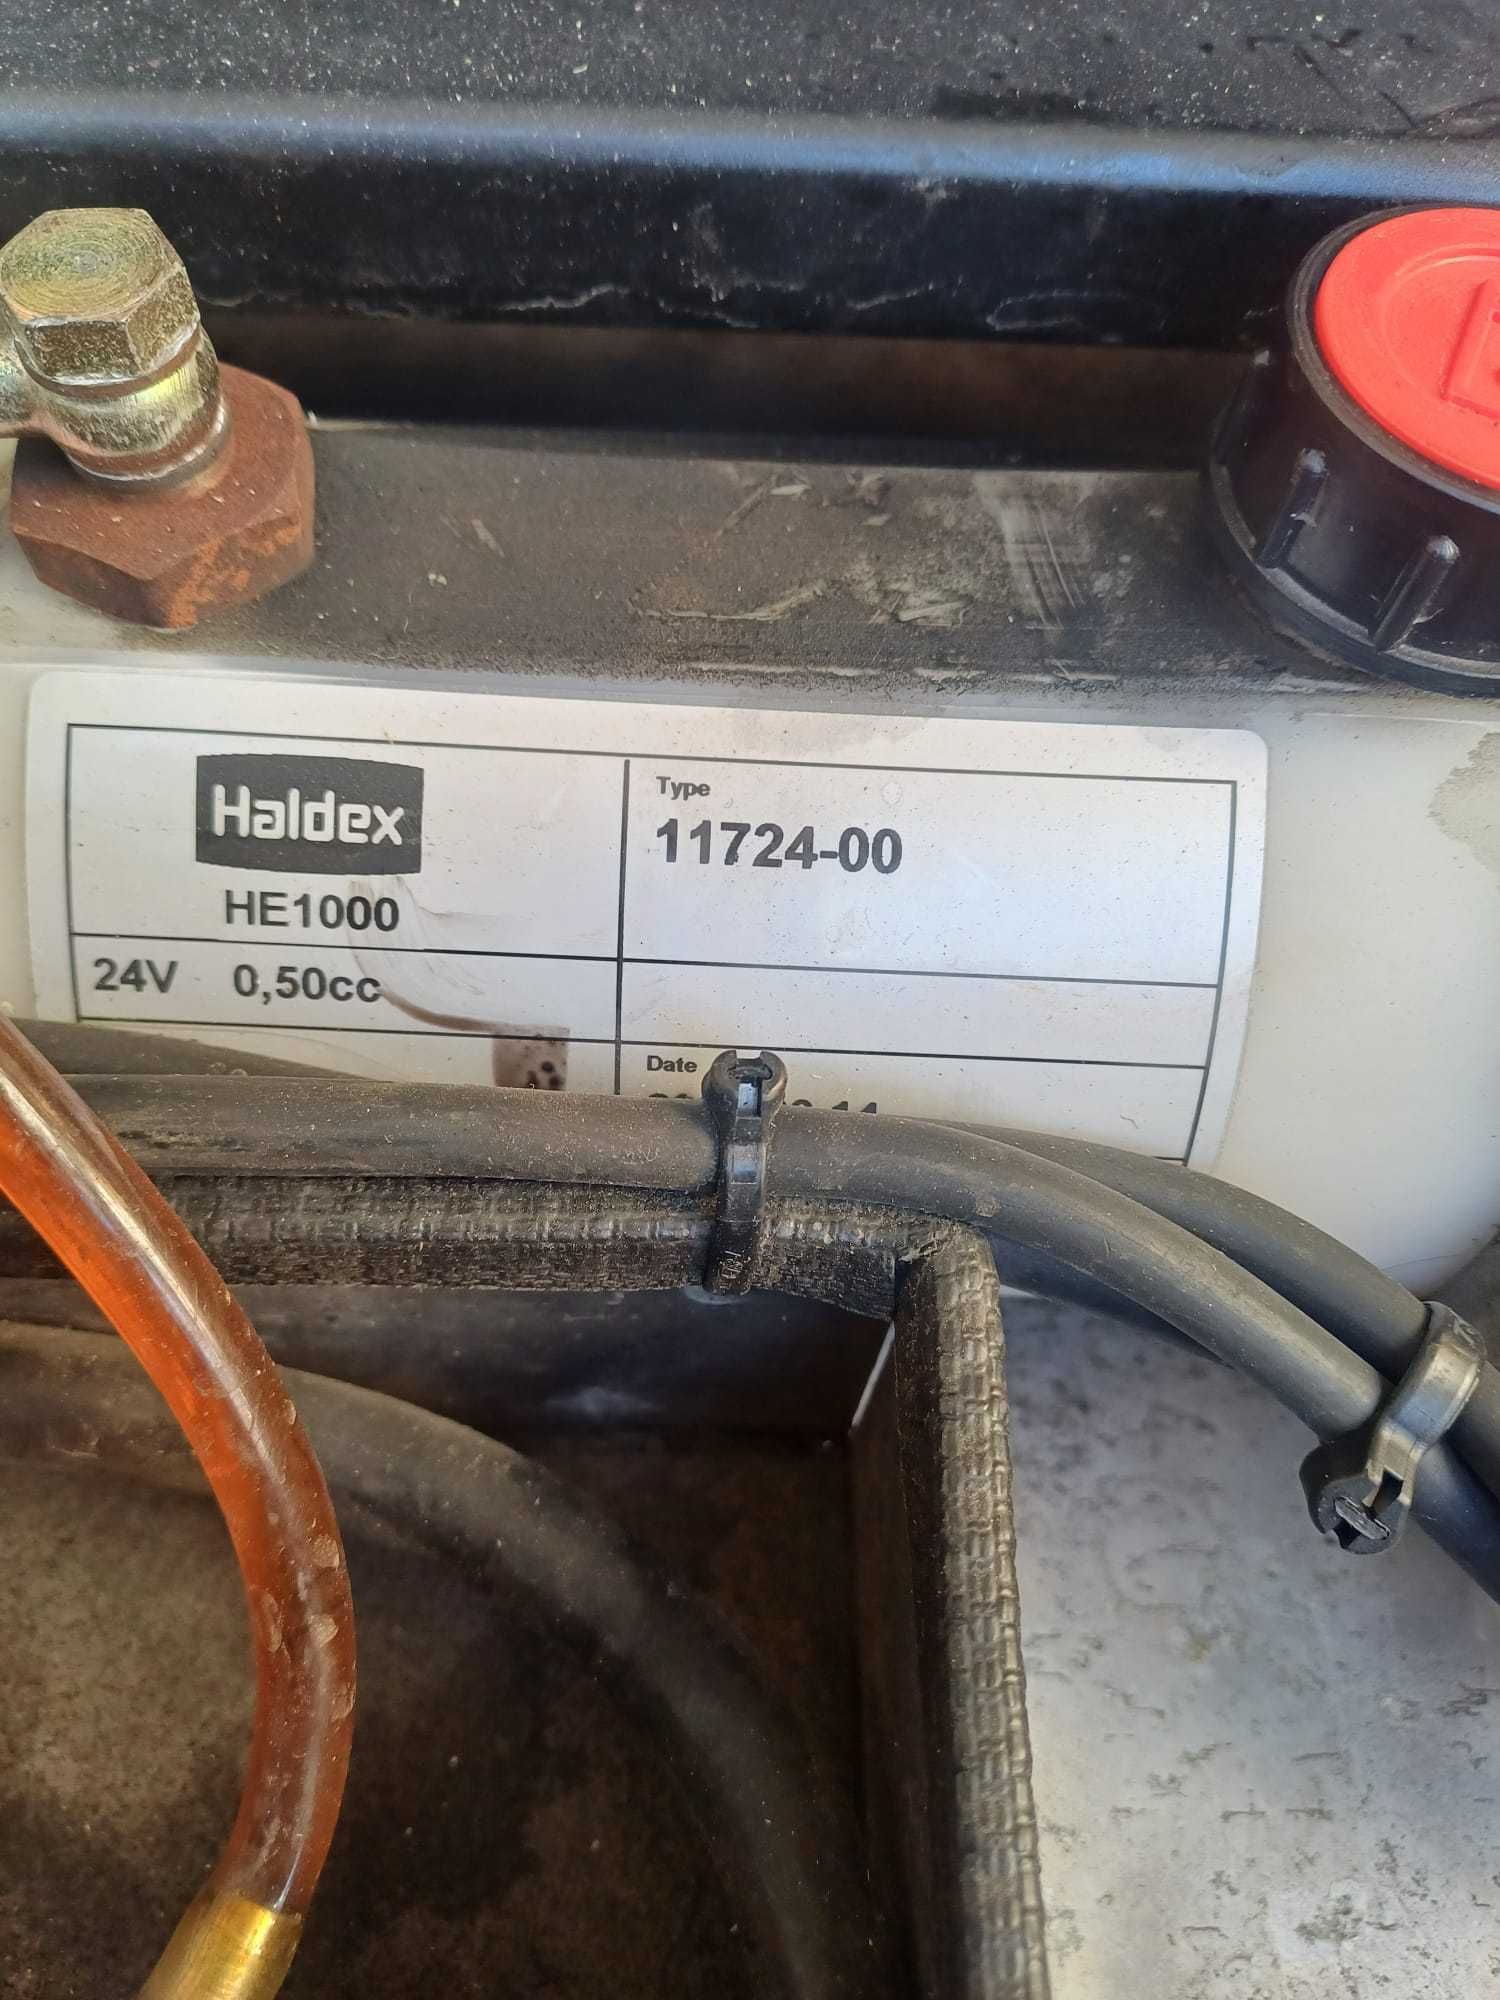 Haldex
HE1000
24V 0,50cc
Type
11724-00
Date